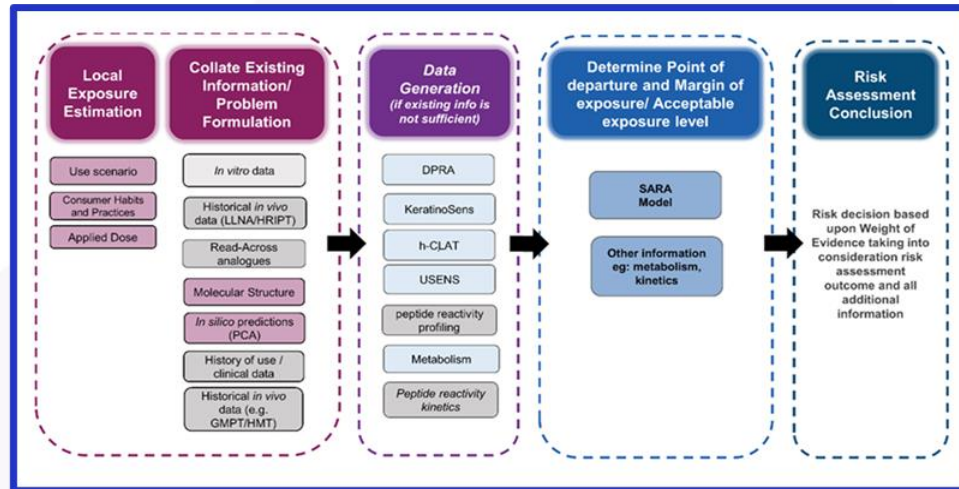 Local
Exposure
Estimation
Use scenario
Consumer Habits
and Practices
Applied Dose
Collate Existing
Information/
Problem
Formulation
In vitro data
Historical in vivo
data (LLNA/HRIPT)
Read-Across
analogues
Molecular Structure
In silico predictions
(PCA)
History of use /
clinical data
Historical in vivo
data (e.g.
GMPT/HMT)
Data
Generation
(if existing info is
not sufficient)
DPRA
KeratinoSens
h-CLAT
USENS
peptide reactivity
profiling
Metabolism
Peptide reactivity
kinetics
Determine Point of
departure and Margin of
exposure/ Acceptable
exposure level
SARA
Model
Other information
eg: metabolism,
kinetics
Risk
Assessment
Conclusion
Risk decision based
upon Weight of
Evidence taking into
consideration risk
assessment
outcome and all
additional
information